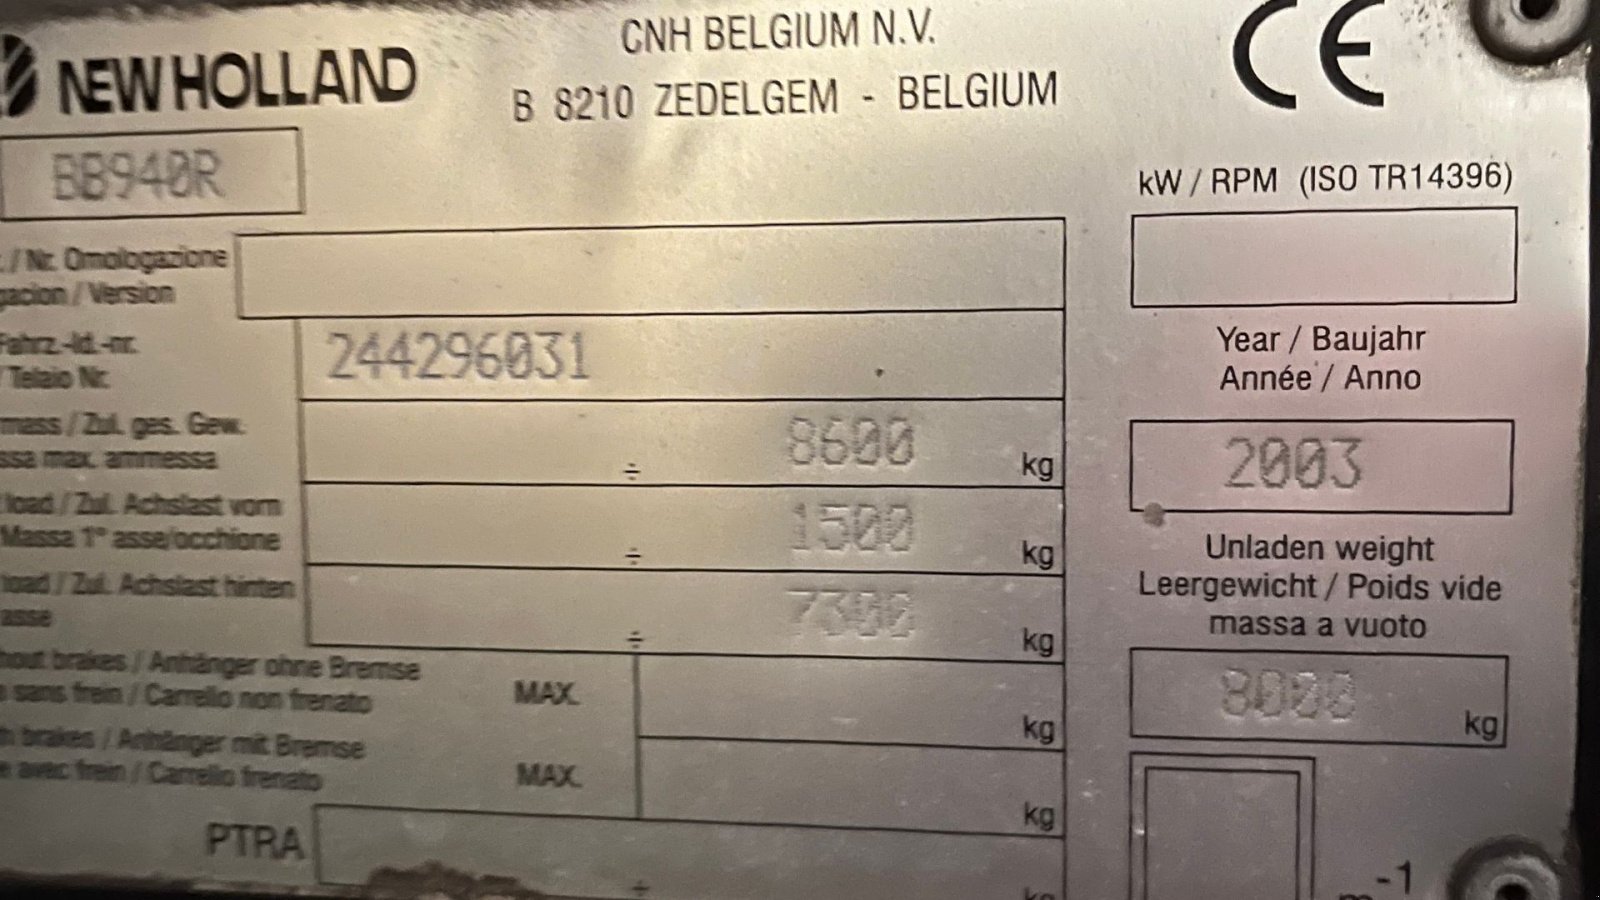 NEW HOLLAND
CNH BELGIUM N.V.
B 8210 ZEDELGEM - BELGIUM
CE
BB940R
kW / RPM (ISO TR14396)
/ Nr. Omologazione
gacion / Version
Fahrz.-Id.-nr.
/ Telaio Nr.
244296031
Year / Baujahr
Année / Anno
2003
mass / Zul. ges. Gew.
ssa max. ammessa
÷ 8600 kg
load / Zul. Achslast vorn
Massa 1° asse/occhione
÷ 1500 kg
load / Zul. Achslast hinten
asse
÷ 7300 kg
Unladen weight
Leergewicht / Poids vide
massa a vuoto
8000 kg
hout brakes / Anhänger ohne Bremse
sans frein / Carrello non frenato
MAX. kg
h brakes / Anhänger mit Bremse
avec frein / Carrello frenato
MAX. kg
PTRA
÷ kg
m-1